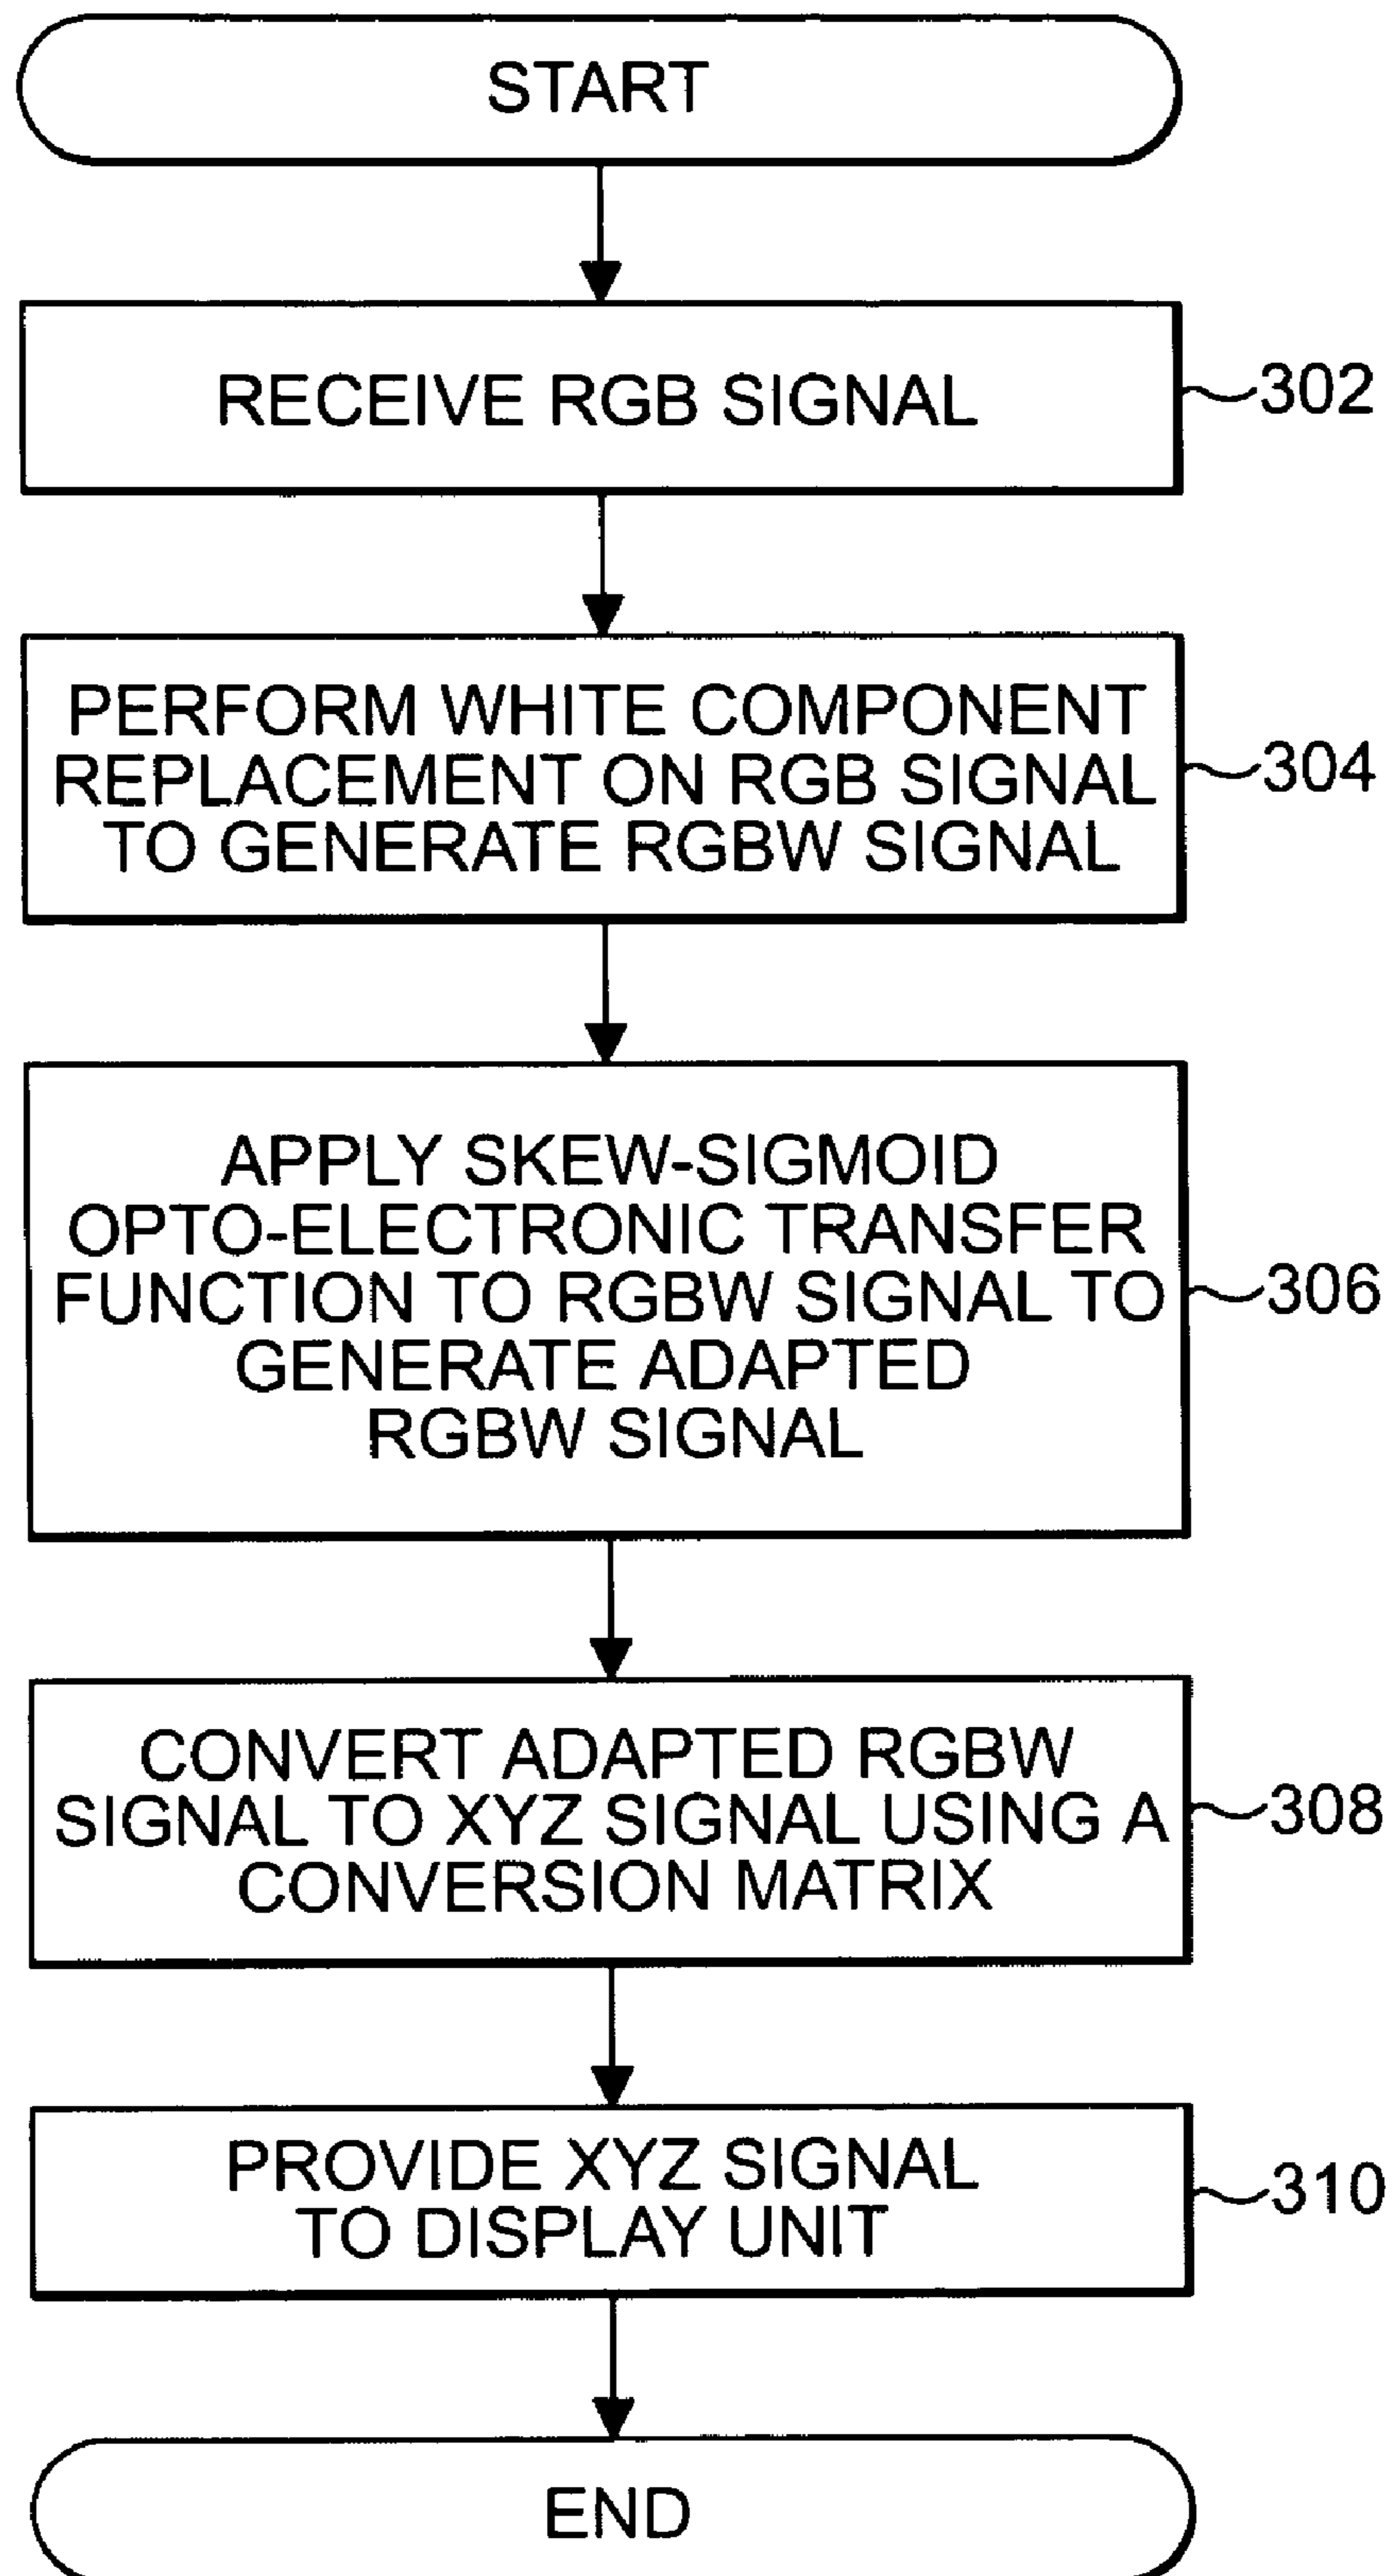 START
RECEIVE RGB SIGNAL
302
PERFORM WHITE COMPONENT
REPLACEMENT ON RGB SIGNAL
TO GENERATE RGBW SIGNAL
304
APPLY SKEW-SIGMOID
OPTO-ELECTRONIC TRANSFER
FUNCTION TO RGBW SIGNAL TO
GENERATE ADAPTED
RGBW SIGNAL
306
CONVERT ADAPTED RGBW
SIGNAL TO XYZ SIGNAL USING A
CONVERSION MATRIX
308
PROVIDE XYZ SIGNAL
TO DISPLAY UNIT
310
END